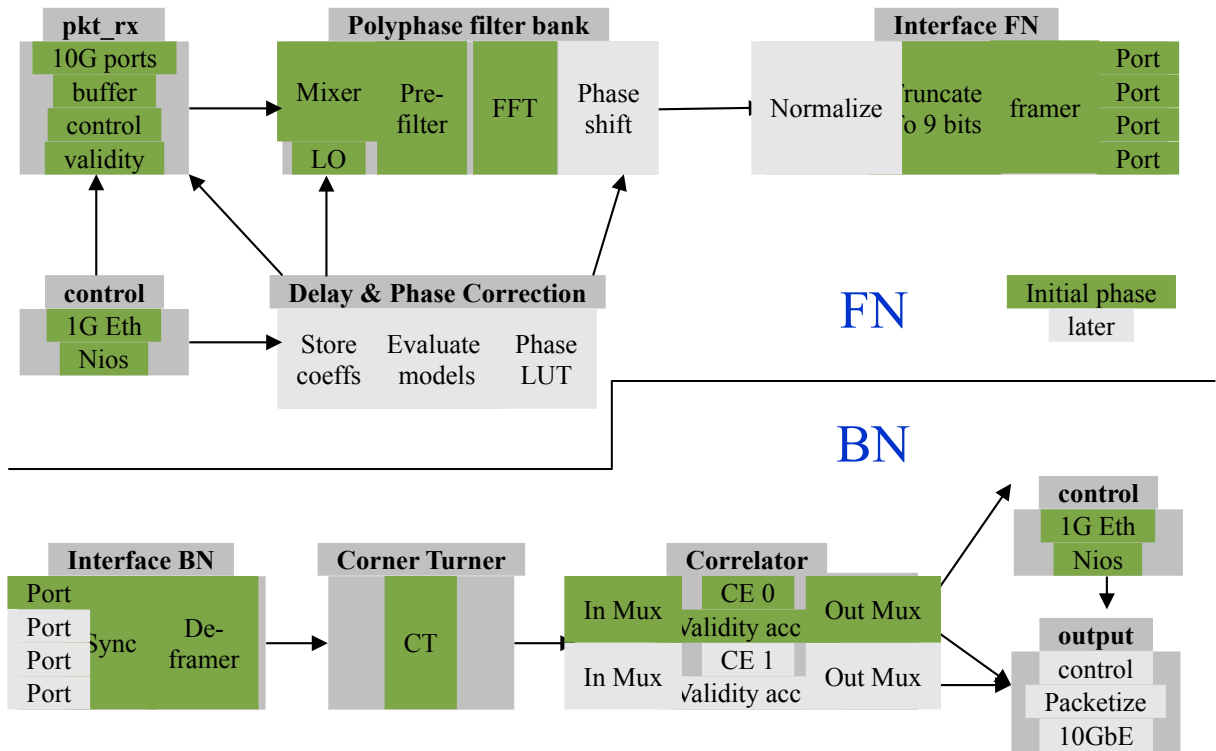 pkt_rx
10G ports
buffer
control
validity
Polyphase filter bank
Mixer
LO
Pre-
filter
FFT
Phase
shift
Interface FN
Normalize
Truncate
To 9 bits
framer
Port
Port
Port
Port
control
1G Eth
Nios
Delay & Phase Correction
Store
coeffs
Evaluate
models
Phase
LUT
FN
Initial phase
later
BN
Interface BN
Port
Port
Port
Port
Sync
De-
framer
Corner Turner
CT
Correlator
In Mux
CE 0
Validity acc
Out Mux
In Mux
CE 1
Validity acc
Out Mux
control
1G Eth
Nios
output
control
Packetize
10GbE